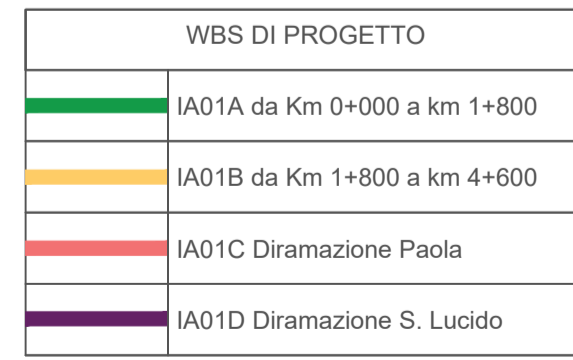 WBS DI PROGETTO
IA01A da Km 0+000 a km 1+800
IA01B da Km 1+800 a km 4+600
IA01C Diramazione Paola
IA01D Diramazione S. Lucido